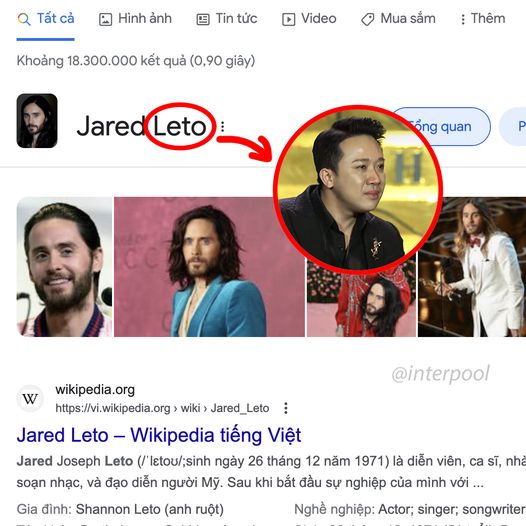 Tất cả Hình ảnh Tin tức Video Mua sắm Thêm
Khoảng 18.300.000 kết quả (0,90 giây)
Jared Leto
Tổng quan
@interpool
W wikipedia.org
https://vi.wikipedia.org › wiki › Jared_Leto
Jared Leto – Wikipedia tiếng Việt
Jared Joseph Leto (/ˈlɛtoʊ/;sinh ngày 26 tháng 12 năm 1971) là diễn viên, ca sĩ, nhà
soạn nhạc, và đạo diễn người Mỹ. Sau khi bắt đầu sự nghiệp của mình với ...
Gia đình: Shannon Leto (anh ruột) Nghề nghiệp: Actor; singer; songwriter;